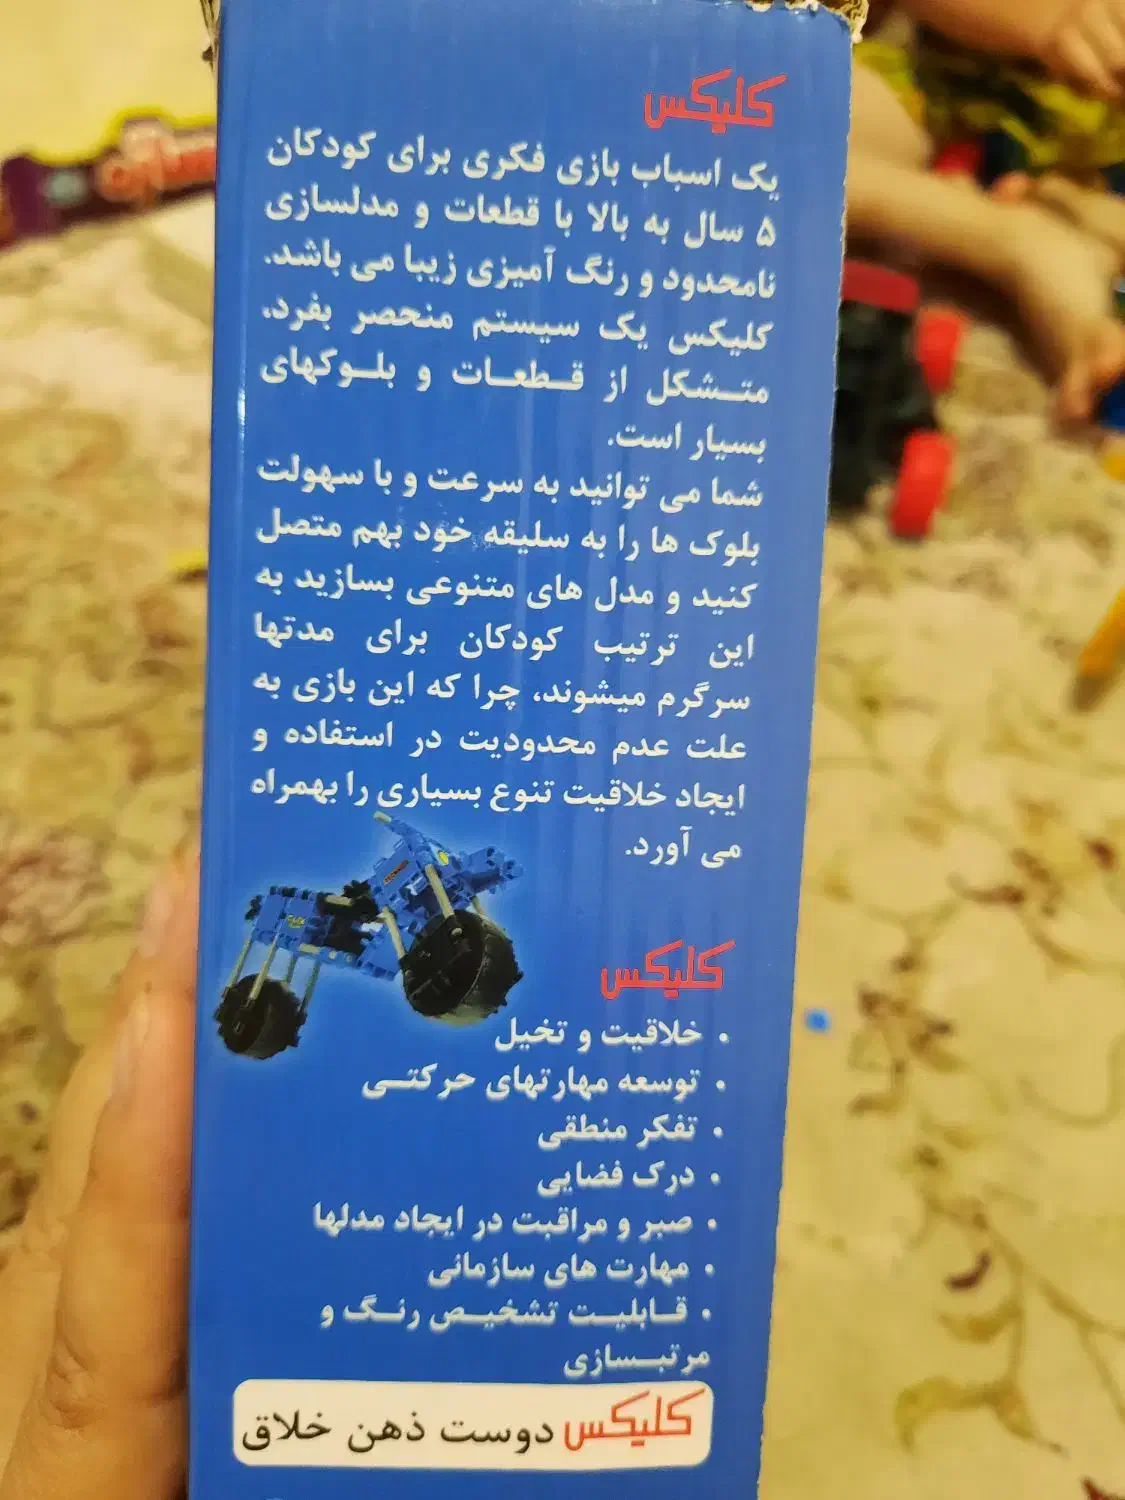 کلیکس
یک اسباب بازی فکری برای کودکان
۵ سال به بالا با قطعات و مدلسازی
نامحدود و رنگ آمیزی زیبا می باشد.
کلیکس یک سیستم منحصر بفرد،
متشکل از قطعات و بلوکهای
بسیار است.
شما می توانید به سرعت و با سهولت
بلوک ها را به سلیقه خود بهم متصل
کنید و مدل های متنوعی بسازید به
این ترتیب کودکان برای مدتها
سرگرم میشوند، چرا که این بازی به
علت عدم محدودیت در استفاده و
ایجاد خلاقیت تنوع بسیاری را بهمراه
می آورد.
کلیکس
• خلاقیت و تخیل
• توسعه مهارتهای حرکتی
• تفکر منطقی
• درک فضایی
• صبر و مراقبت در ایجاد مدلها
• مهارت های سازمانی
• قابلیت تشخیص رنگ و
مرتبسازی
کلیکس دوست ذهن خلاق